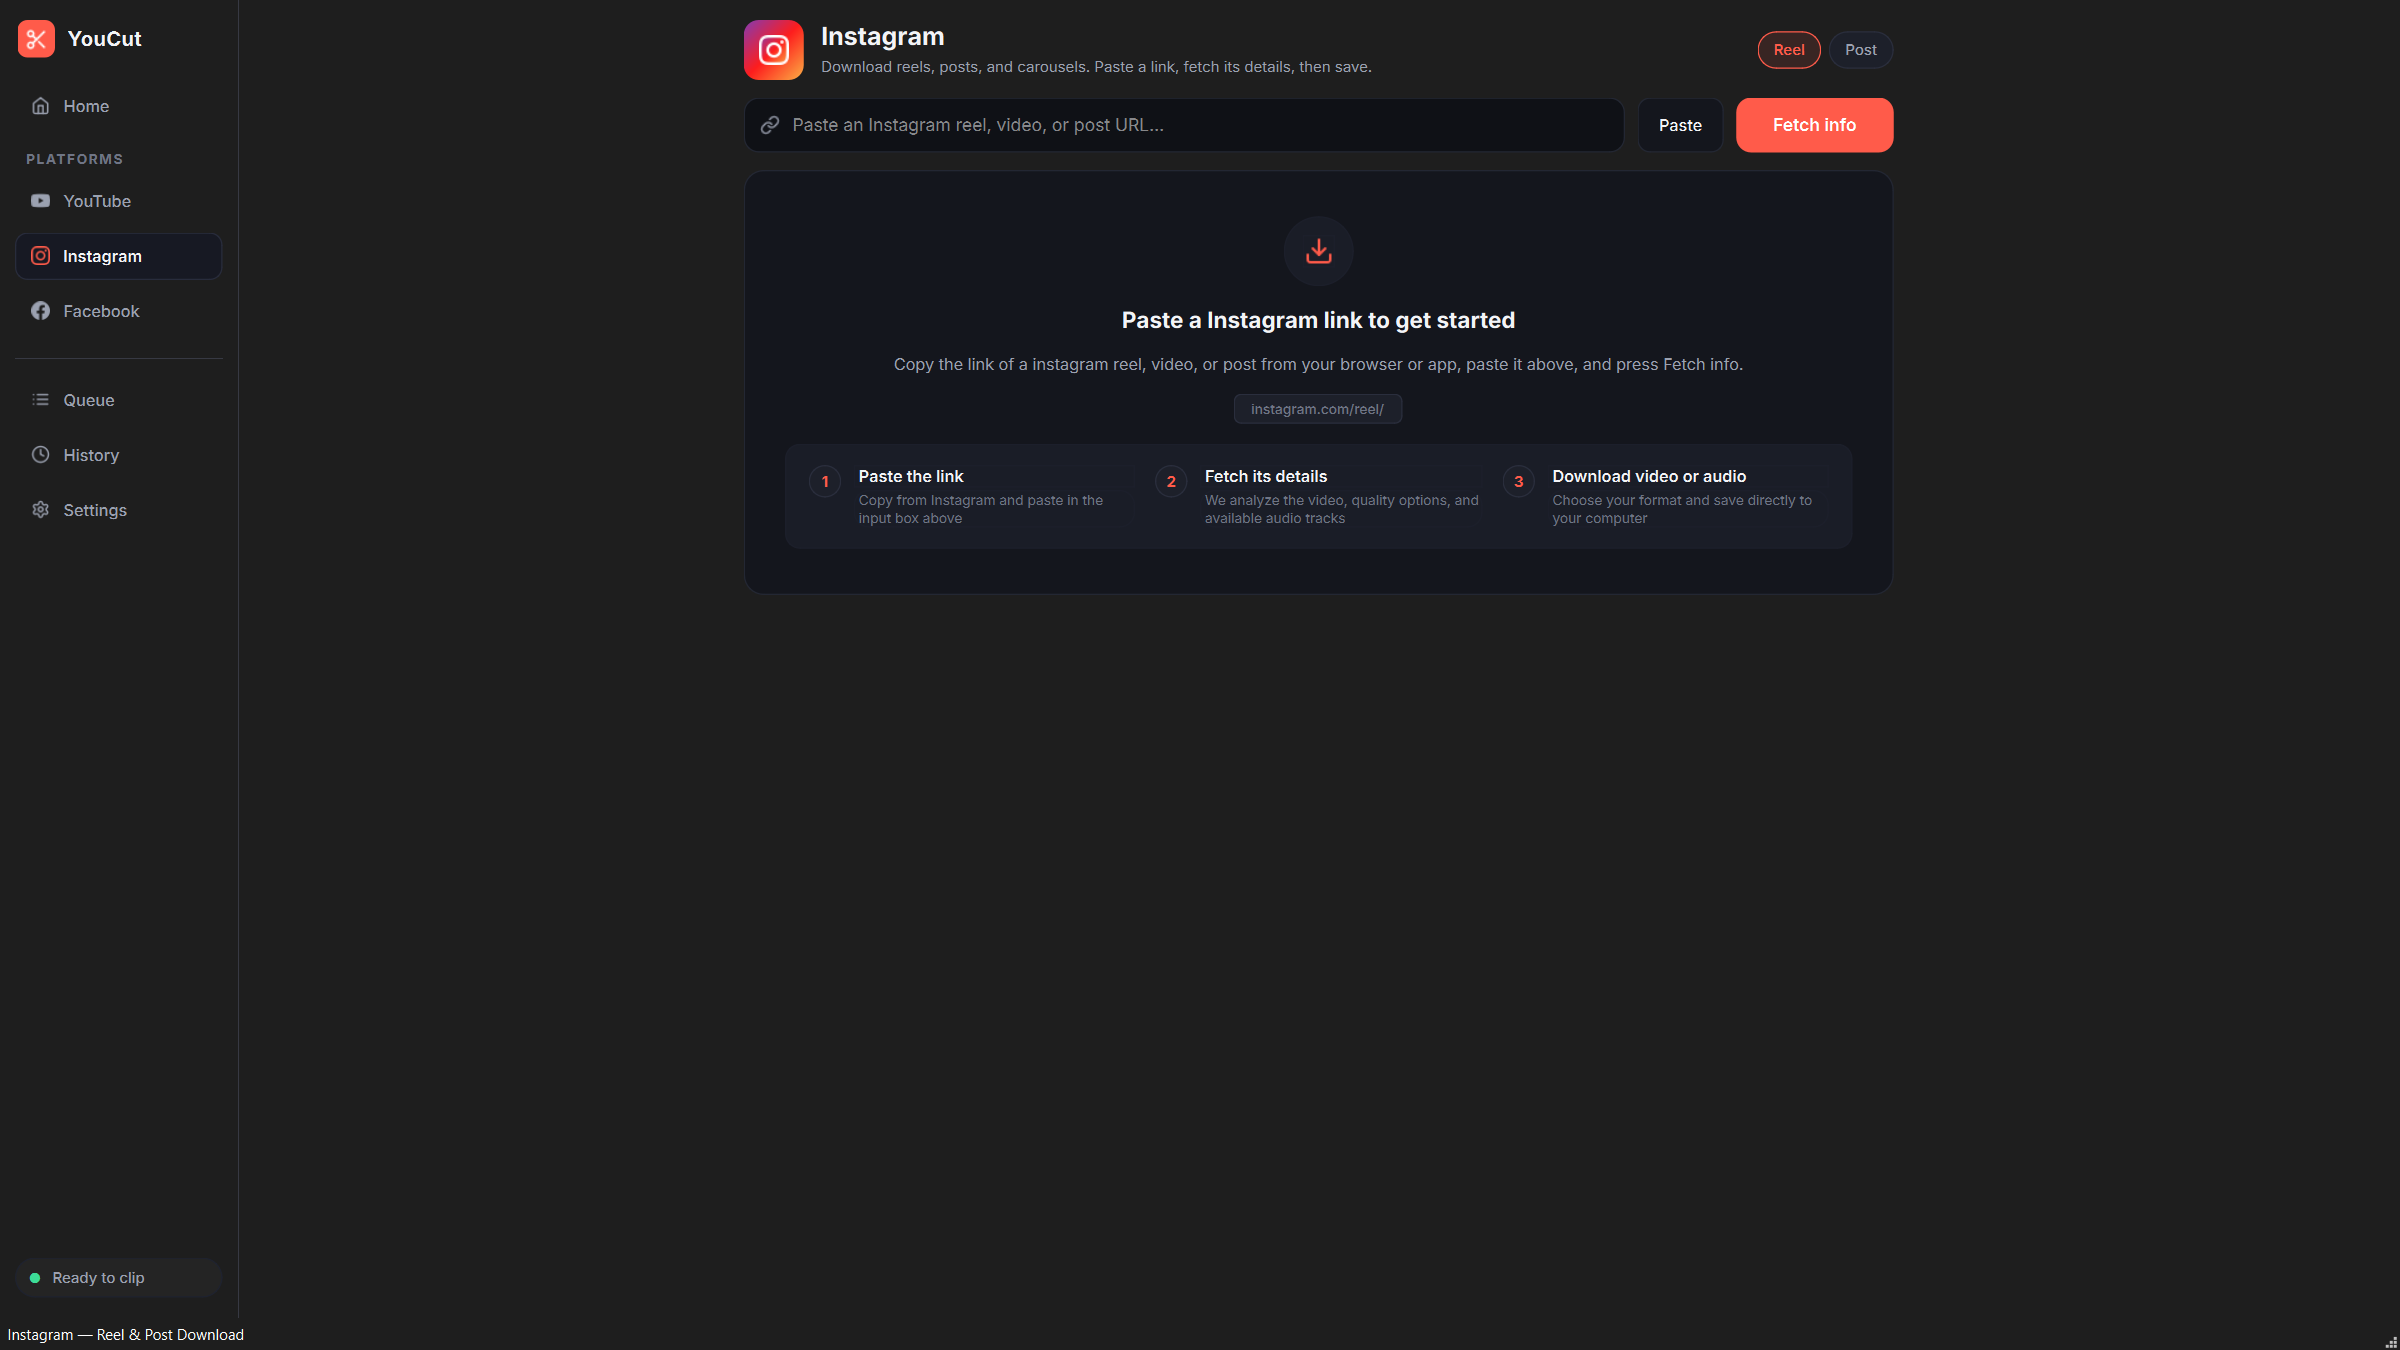 YouCut
Home
PLATFORMS
YouTube
Instagram
Facebook
Queue
History
Settings
Ready to clip
Instagram — Reel & Post Download
Instagram
Download reels, posts, and carousels. Paste a link, fetch its details, then save.
Reel
Post
Paste an Instagram reel, video, or post URL...
Paste
Fetch info
Paste a Instagram link to get started
Copy the link of a instagram reel, video, or post from your browser or app, paste it above, and press Fetch info.
instagram.com/reel/
1
Paste the link
Copy from Instagram and paste in the
input box above
2
Fetch its details
We analyze the video, quality options, and
available audio tracks
3
Download video or audio
Choose your format and save directly to
your computer